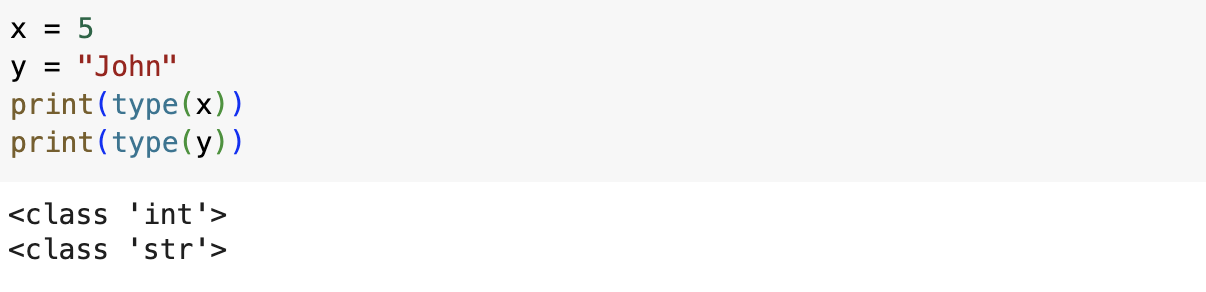 x = 5
y = "John"
print(type(x))
print(type(y))
<class 'int'>
<class 'str'>